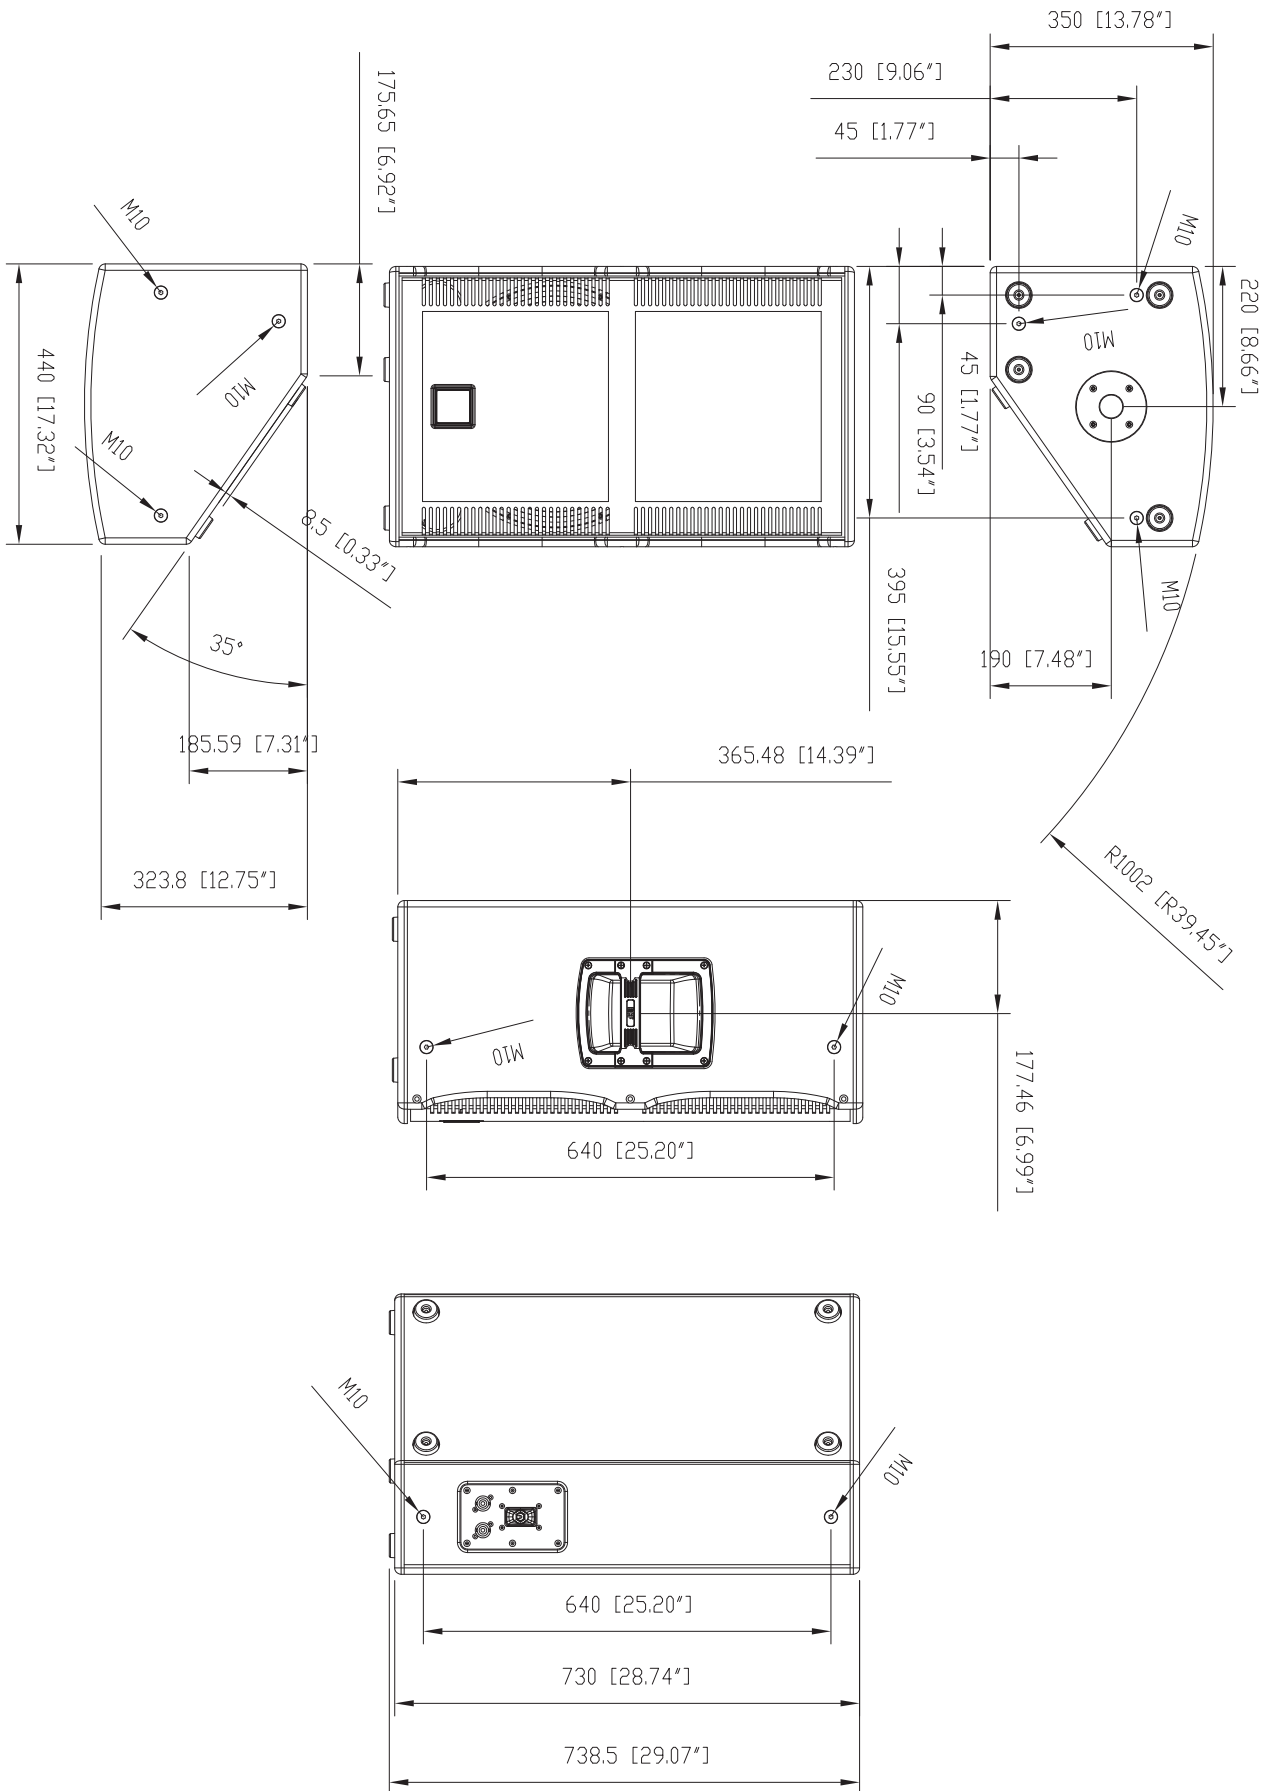 350 [13.78"]
230 [9.06"]
45 [1.77"]
175.65 [6.92"]
M10
M10
M10
440 [17.32"]
8.5 [0.33"]
35°
185.59 [7.31"]
323.8 [12.75"]
M10
M10
220 [8.66"]
45 [1.77"]
90 [3.54"]
395 [15.55"]
M10
190 [7.48"]
R1002 [R39.45"]
365.48 [14.39"]
M10
M10
177.46 [6.99"]
640 [25.20"]
M10
M10
640 [25.20"]
730 [28.74"]
738.5 [29.07"]